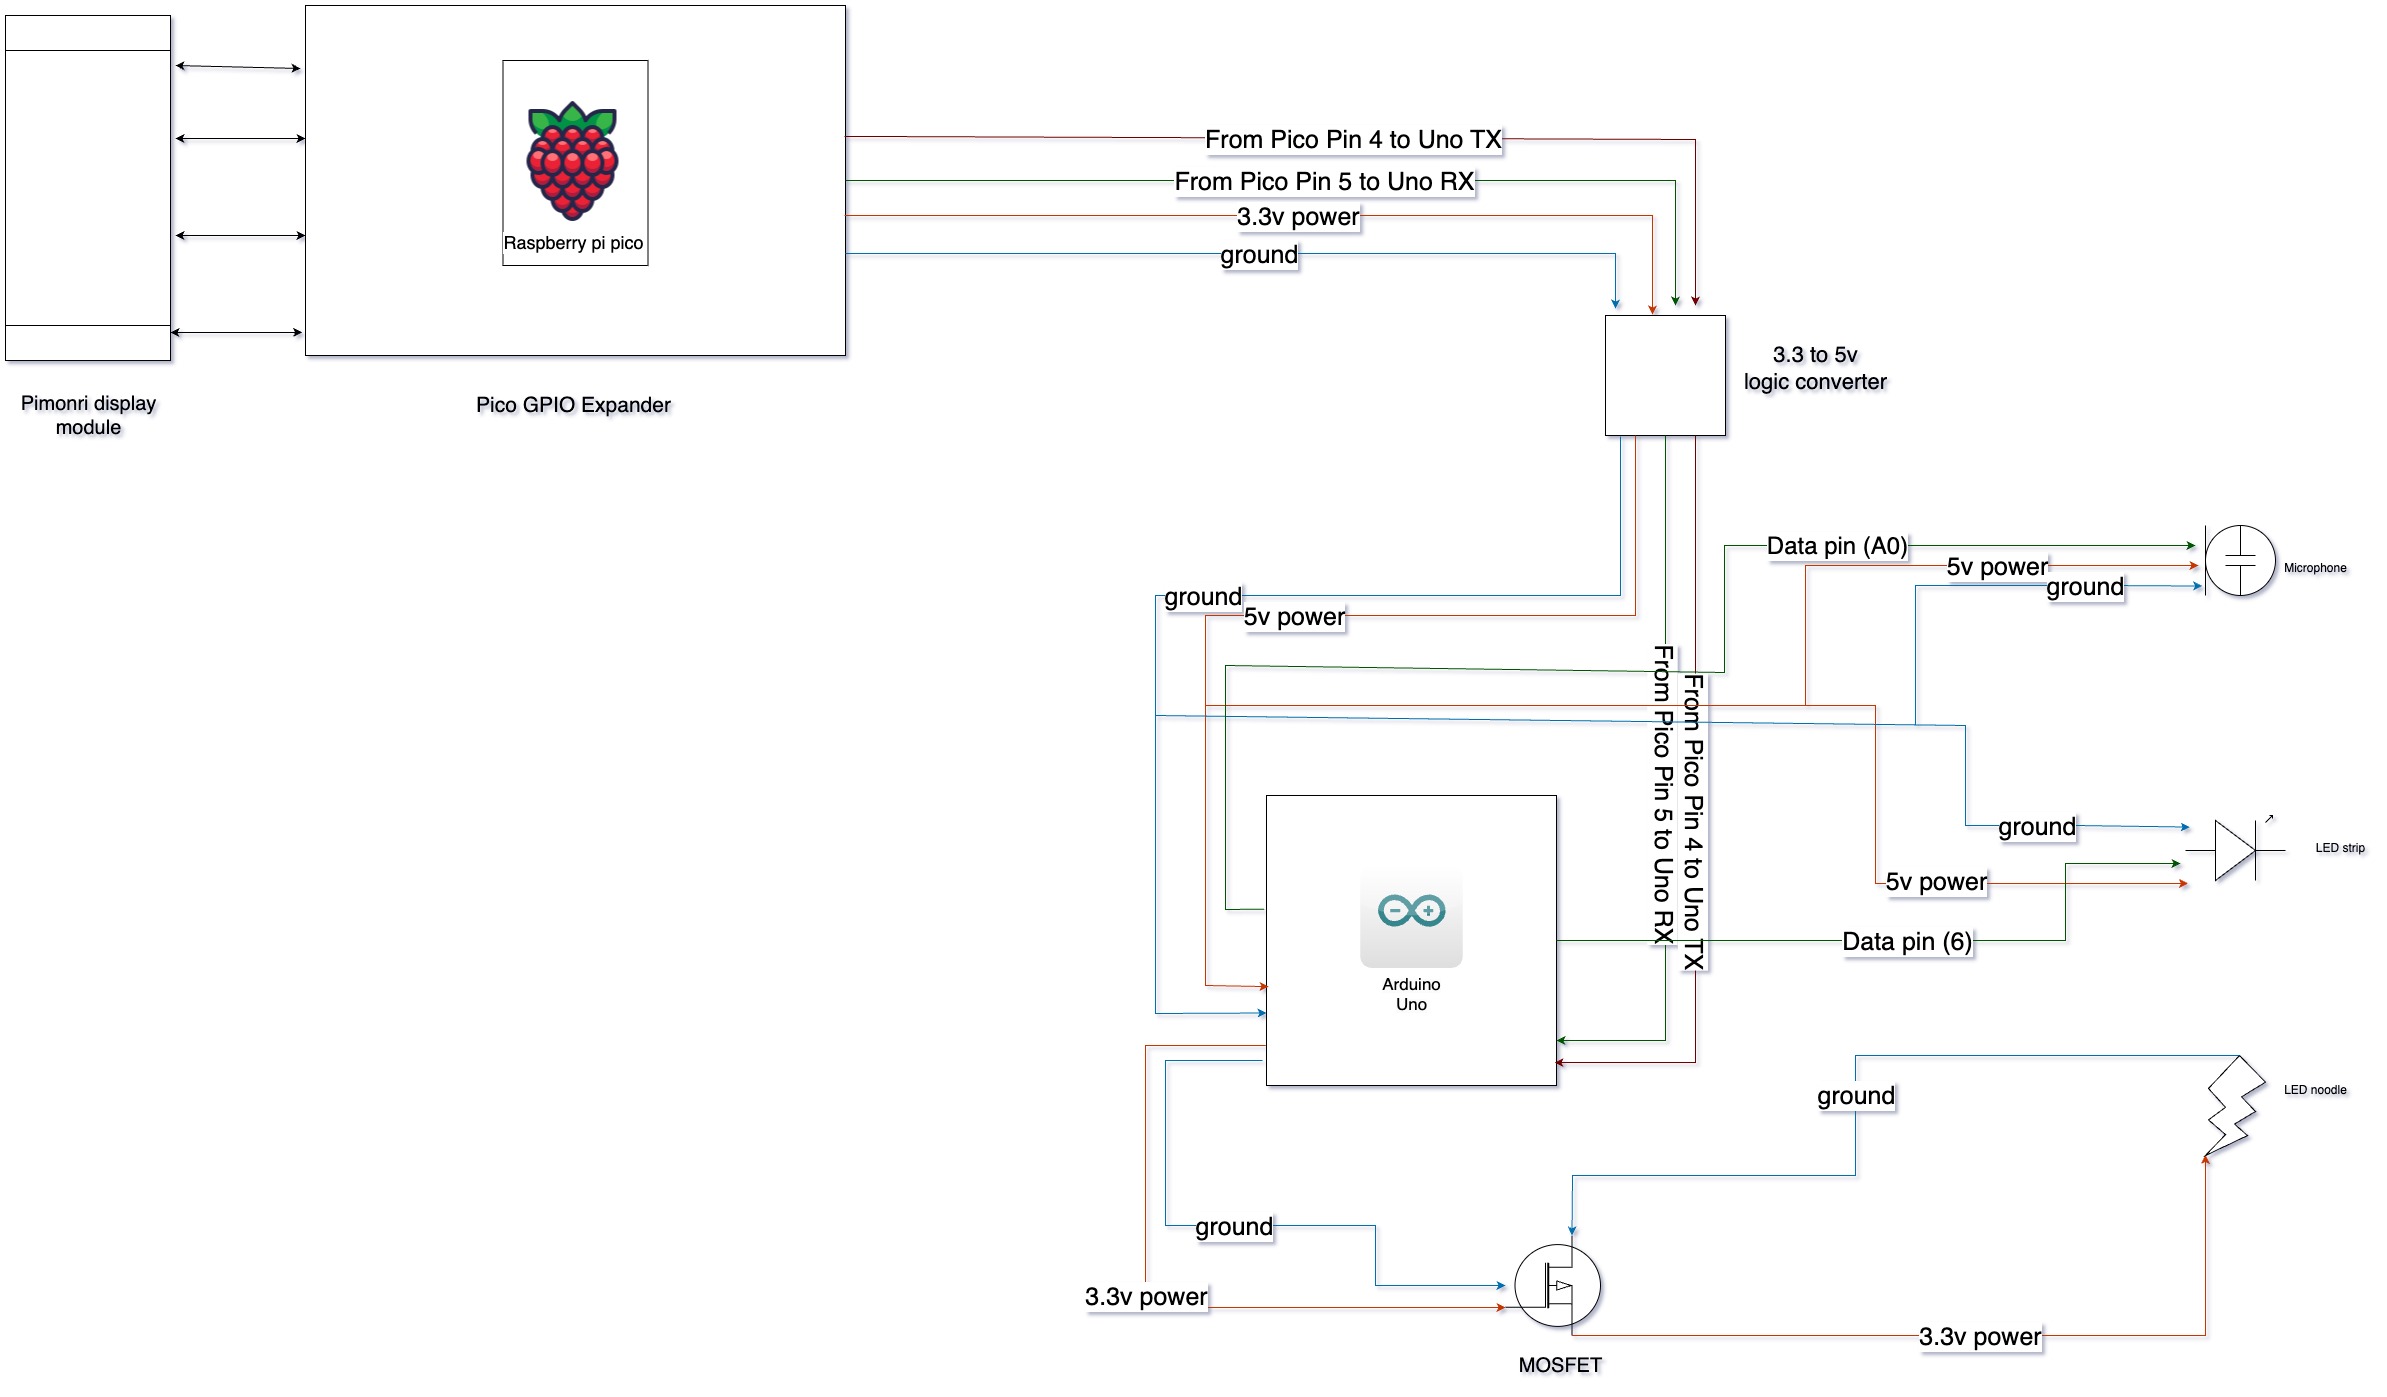 Raspberry pi pico
From Pico Pin 4 to Uno TX
From Pico Pin 5 to Uno RX
3.3v power
ground
Pimonri display
module
Pico GPIO Expander
3.3 to 5v
logic converter
Data pin (A0)
5v power
ground
Microphone
ground
5v power
From Pico Pin 5 to Uno RX
From Pico Pin 4 to Uno TX
ground
LED strip
5v power
Data pin (6)
Arduino
Uno
ground
LED noodle
ground
3.3v power
3.3v power
MOSFET